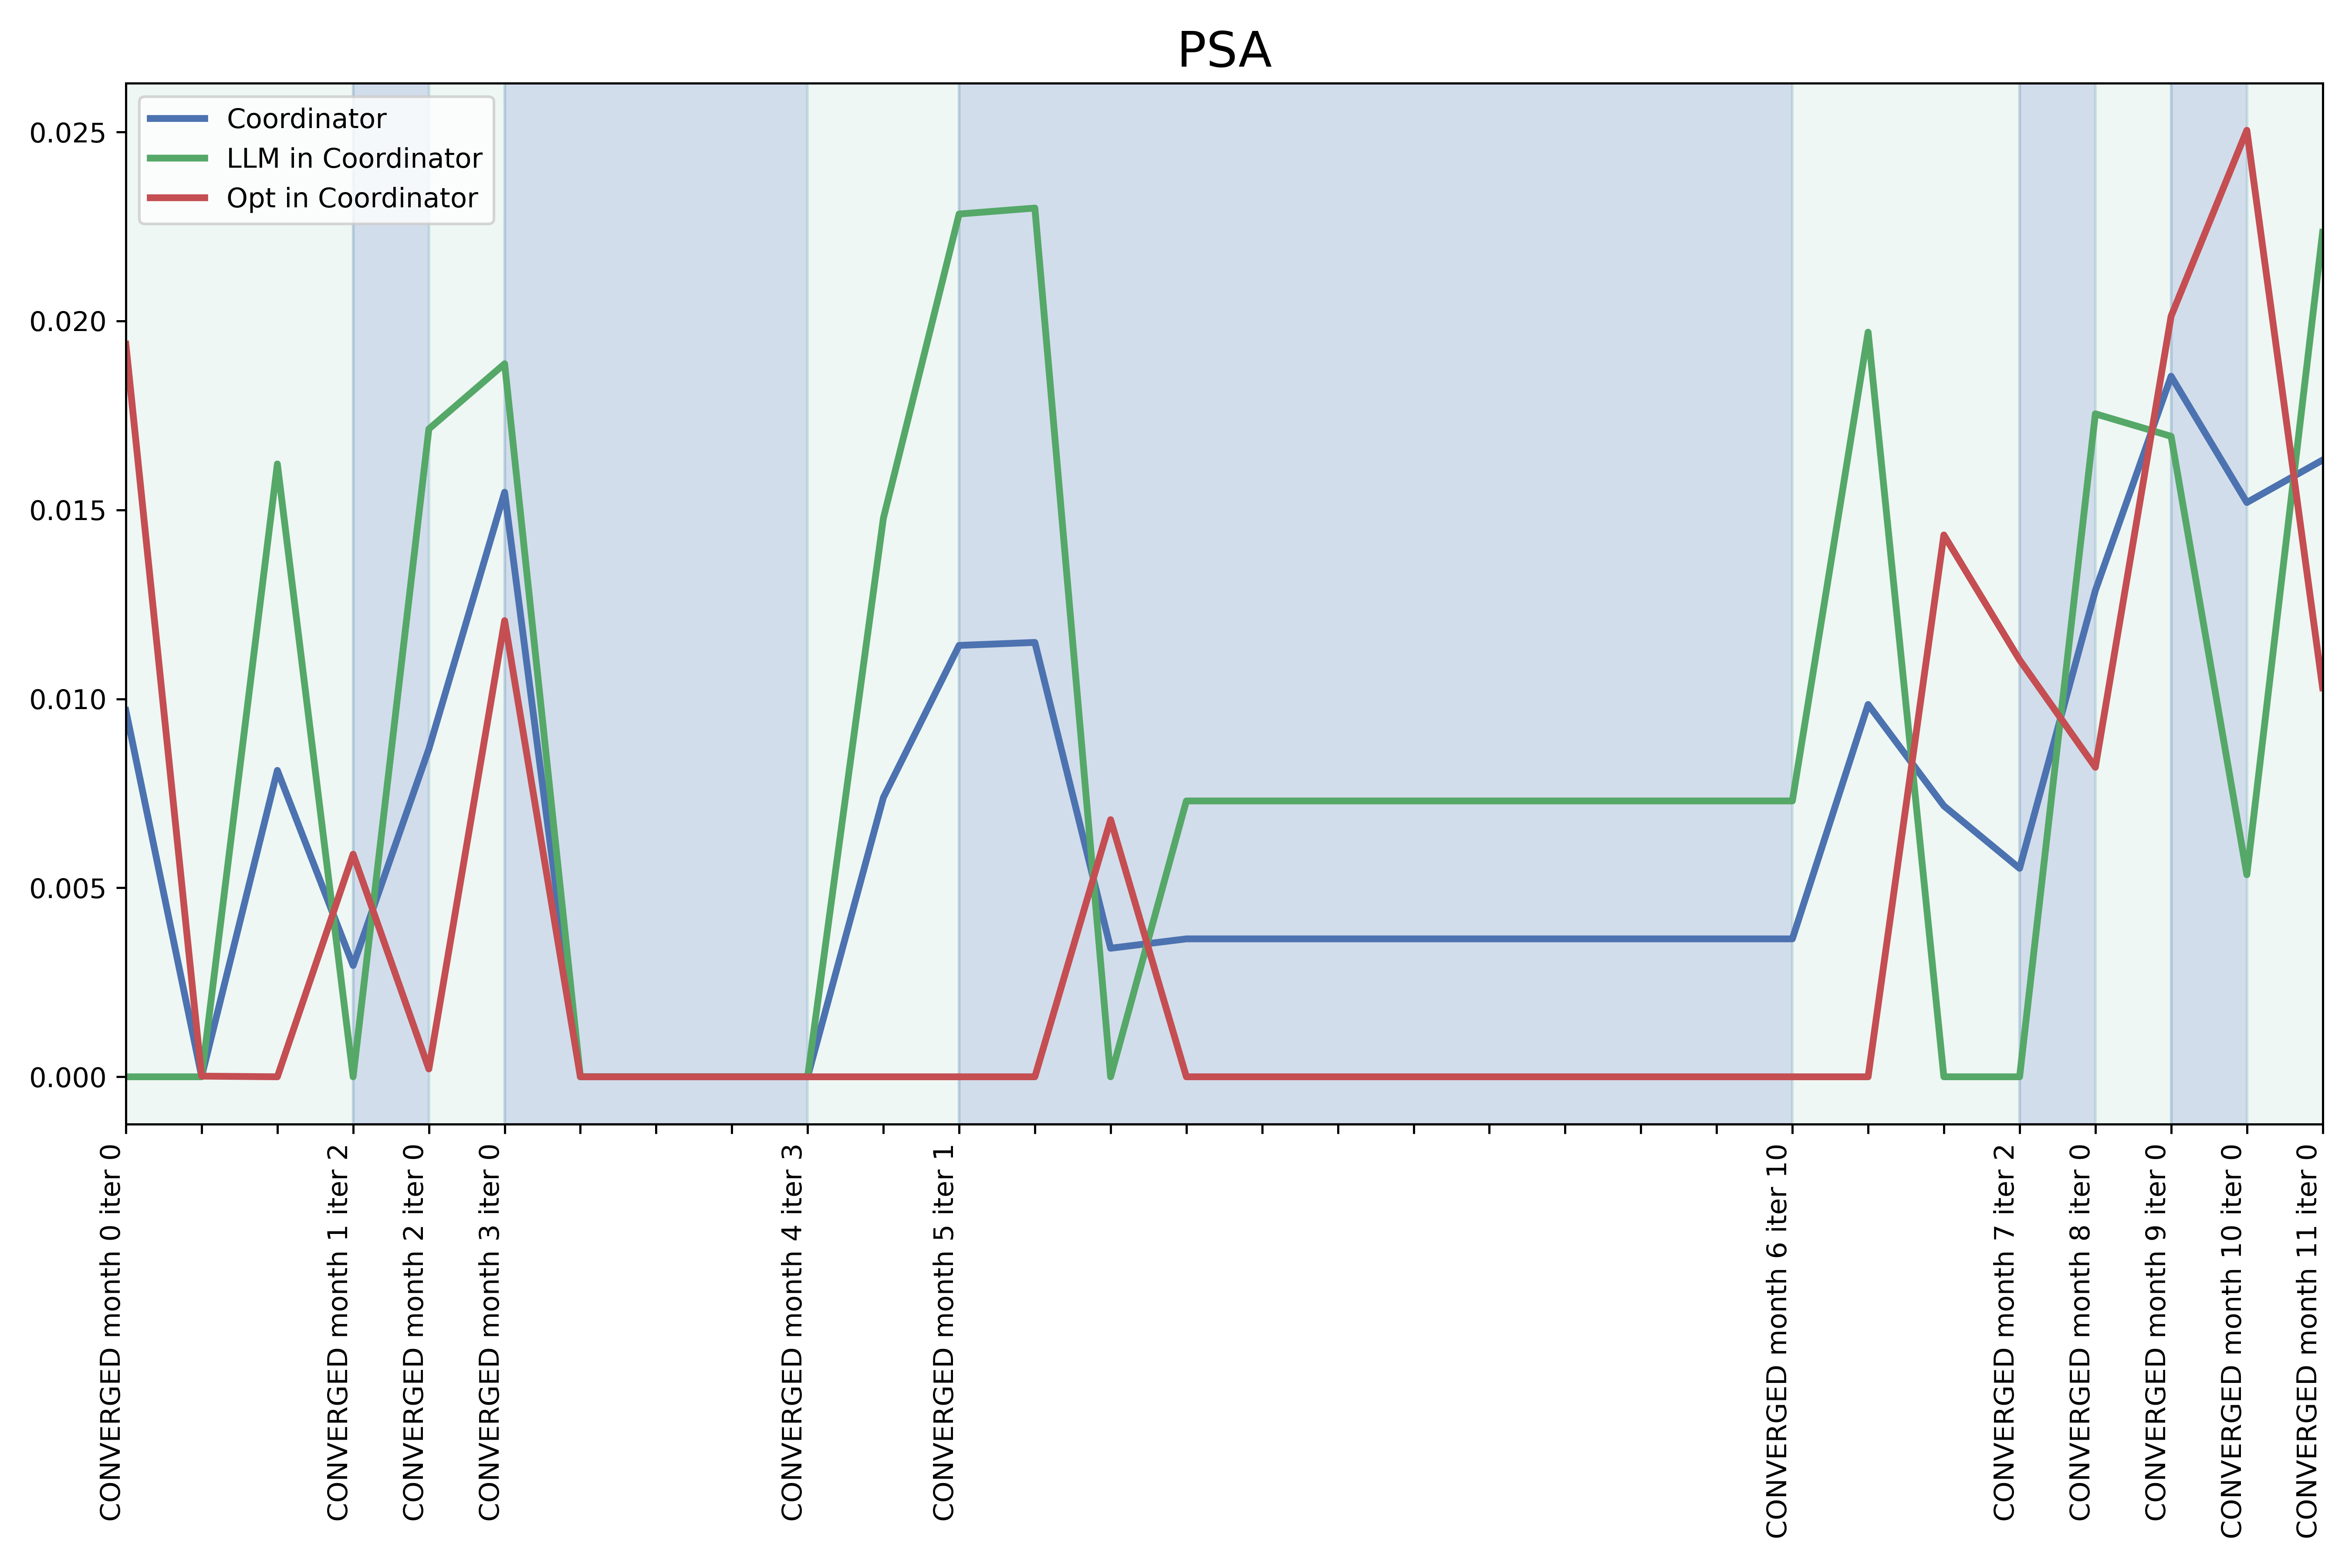 PSA
Coordinator
LLM in Coordinator
Opt in Coordinator
0.025
0.020
0.015
0.010
0.005
0.000
CONVERGED month 0 iter 0
CONVERGED month 1 iter 2
CONVERGED month 2 iter 0
CONVERGED month 3 iter 0
CONVERGED month 4 iter 3
CONVERGED month 5 iter 1
CONVERGED month 6 iter 10
CONVERGED month 7 iter 2
CONVERGED month 8 iter 0
CONVERGED month 9 iter 0
CONVERGED month 10 iter 0
CONVERGED month 11 iter 0